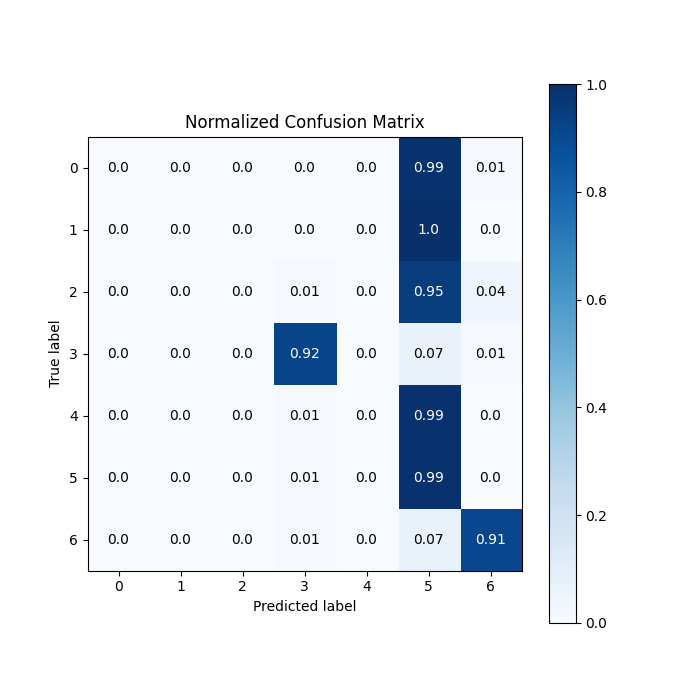 Normalized Confusion Matrix
0 0.0 0.0 0.0 0.0 0.0 0.99 0.01
1 0.0 0.0 0.0 0.0 0.0 1.0 0.0
2 0.0 0.0 0.0 0.01 0.0 0.95 0.04
3 0.0 0.0 0.0 0.92 0.0 0.07 0.01
4 0.0 0.0 0.0 0.01 0.0 0.99 0.0
5 0.0 0.0 0.0 0.01 0.0 0.99 0.0
6 0.0 0.0 0.0 0.01 0.0 0.07 0.91
0 1 2 3 4 5 6
Predicted label
True label
1.0
0.8
0.6
0.4
0.2
0.0